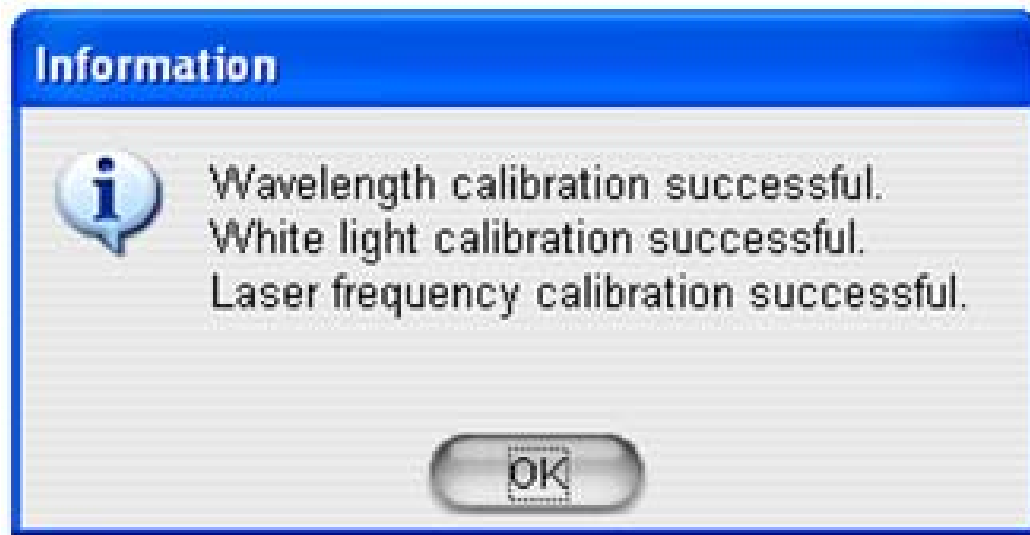 Information
Wavelength calibration successful.
White light calibration successful.
Laser frequency calibration successful.
OK